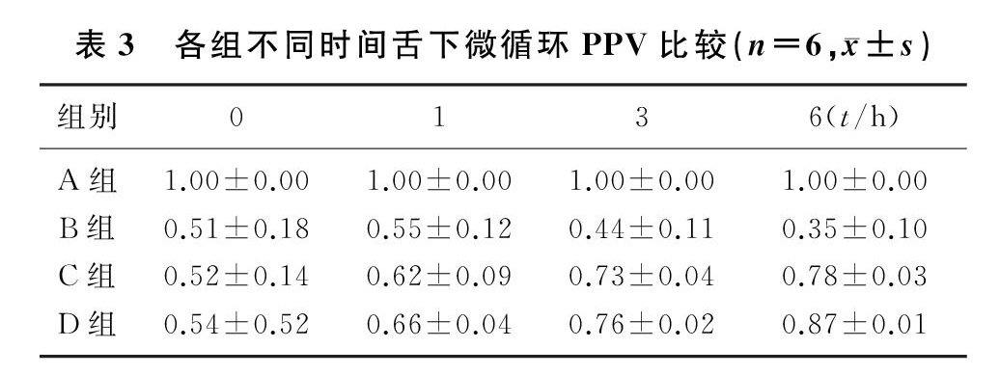 表 3 各组不同时间舌下微循环 PPV 比较(n=6,x̄±s)
组别 0 1 3 6(t/h)
A 组 1.00±0.00 1.00±0.00 1.00±0.00 1.00±0.00
B 组 0.51±0.18 0.55±0.12 0.44±0.11 0.35±0.10
C 组 0.52±0.14 0.62±0.09 0.73±0.04 0.78±0.03
D 组 0.54±0.52 0.66±0.04 0.76±0.02 0.87±0.01